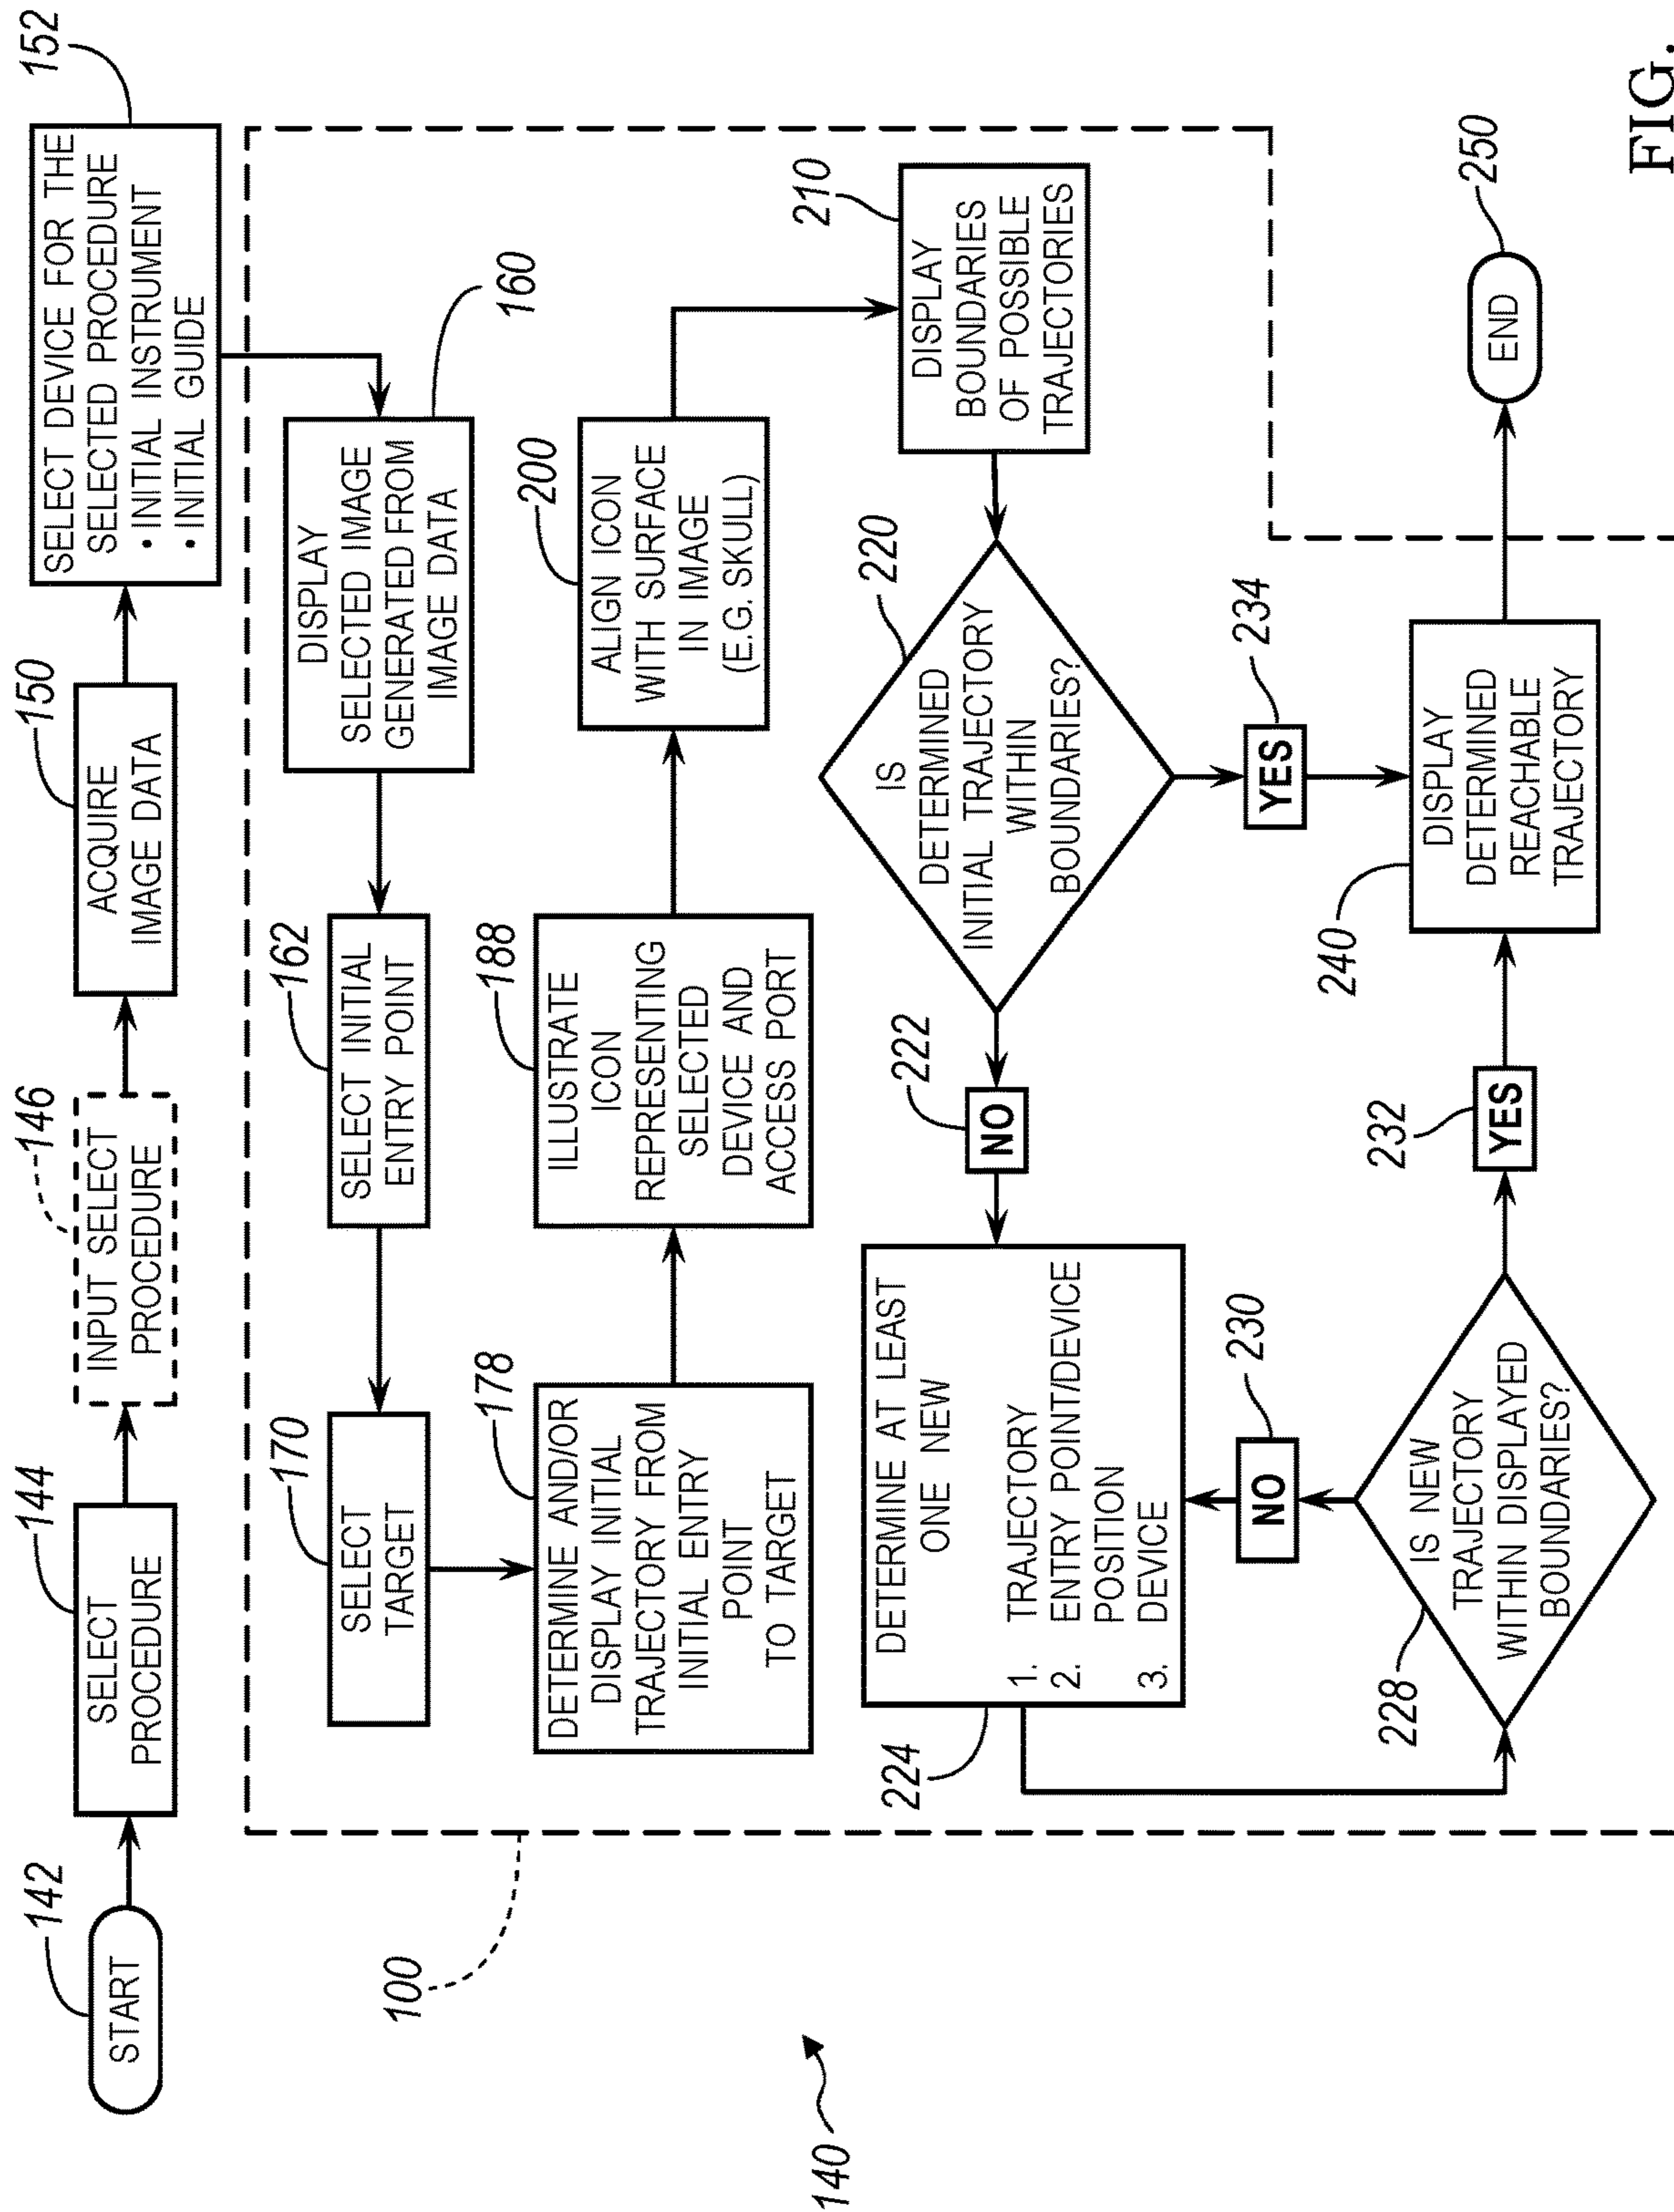 142
START
144
SELECT
PROCEDURE
146
INPUT SELECT
PROCEDURE
150
ACQUIRE
IMAGE DATA
152
SELECT DEVICE FOR THE
SELECTED PROCEDURE
• INITIAL INSTRUMENT
• INITIAL GUIDE
100
140
170
SELECT
TARGET
162
SELECT INITIAL
ENTRY POINT
DISPLAY
SELECTED IMAGE
GENERATED FROM
IMAGE DATA
160
178
DETERMINE AND/OR
DISPLAY INITIAL
TRAJECTORY FROM
INITIAL ENTRY
POINT
TO TARGET
188
ILLUSTRATE
ICON
REPRESENTING
SELECTED
DEVICE AND
ACCESS PORT
200
ALIGN ICON
WITH SURFACE
IN IMAGE
(E.G. SKULL)
210
DISPLAY
BOUNDARIES
OF POSSIBLE
TRAJECTORIES
220
IS
DETERMINED
INITIAL TRAJECTORY
WITHIN
BOUNDARIES?
222
NO
234
YES
224
DETERMINE AT LEAST
ONE NEW
1. TRAJECTORY
2. ENTRY POINT/DEVICE
POSITION
3. DEVICE
230
NO
228
IS NEW
TRAJECTORY
WITHIN DISPLAYED
BOUNDARIES?
232
YES
240
DISPLAY
DETERMINED
REACHABLE
TRAJECTORY
250
END
FIG.